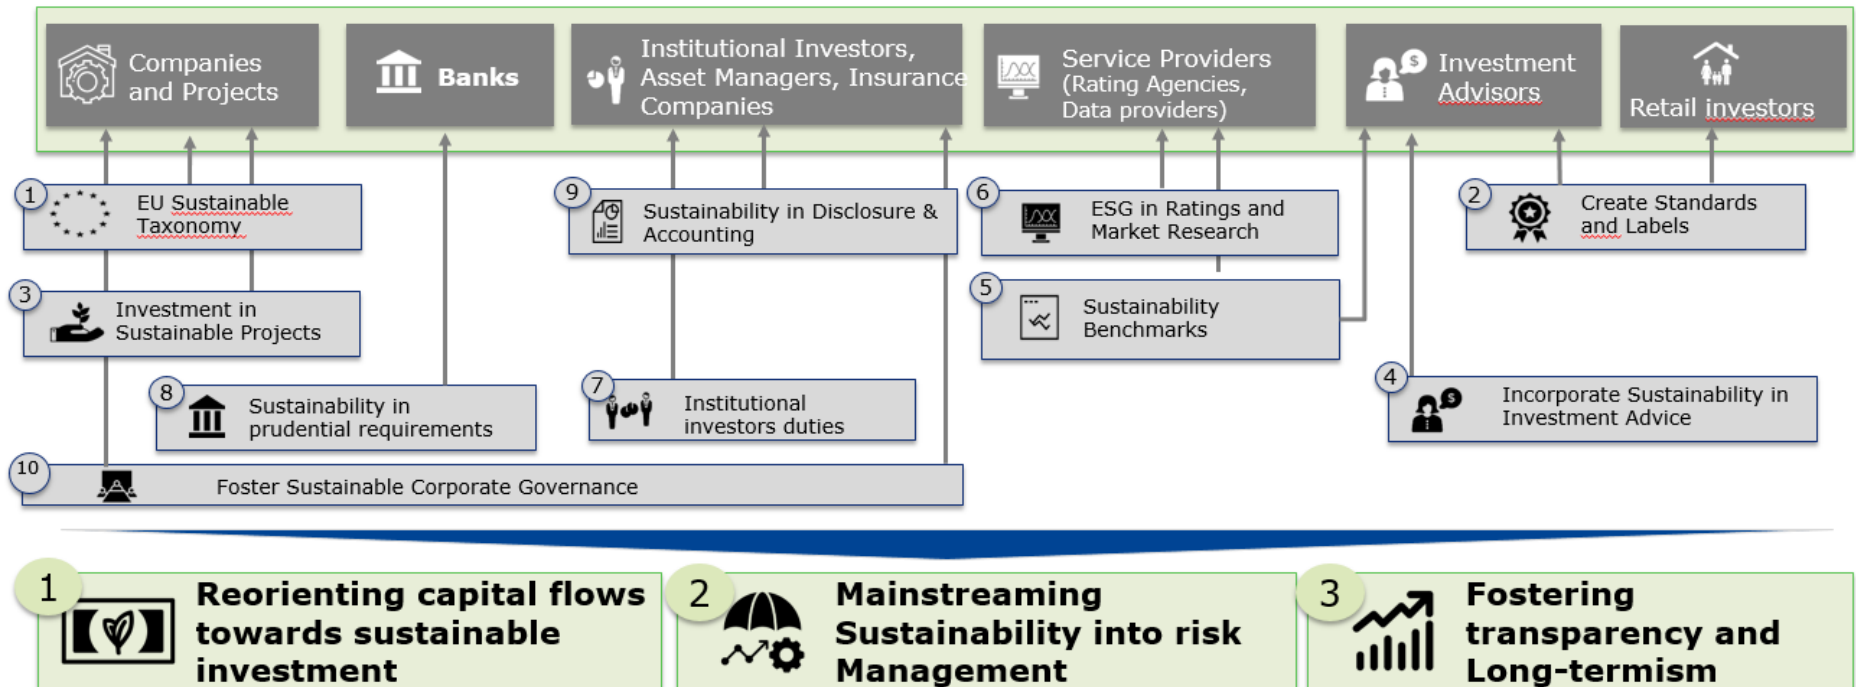 Companies
and Projects
Banks
Institutional Investors,
Asset Managers, Insurance
Companies
Service Providers
(Rating Agencies,
Data providers)
$
Investment
Advisors
Retail investors
1
EU Sustainable
Taxonomy
9
Sustainability in Disclosure &
Accounting
6
ESG in Ratings and
Market Research
2
Create Standards
and Labels
3
Investment in
Sustainable Projects
5
Sustainability
Benchmarks
8
Sustainability in
prudential requirements
7
Institutional
investors duties
4
$
Incorporate Sustainability in
Investment Advice
10
Foster Sustainable Corporate Governance
1
Reorienting capital flows
towards sustainable
investment
2
Mainstreaming
Sustainability into risk
Management
3
Fostering
transparency and
Long-termism